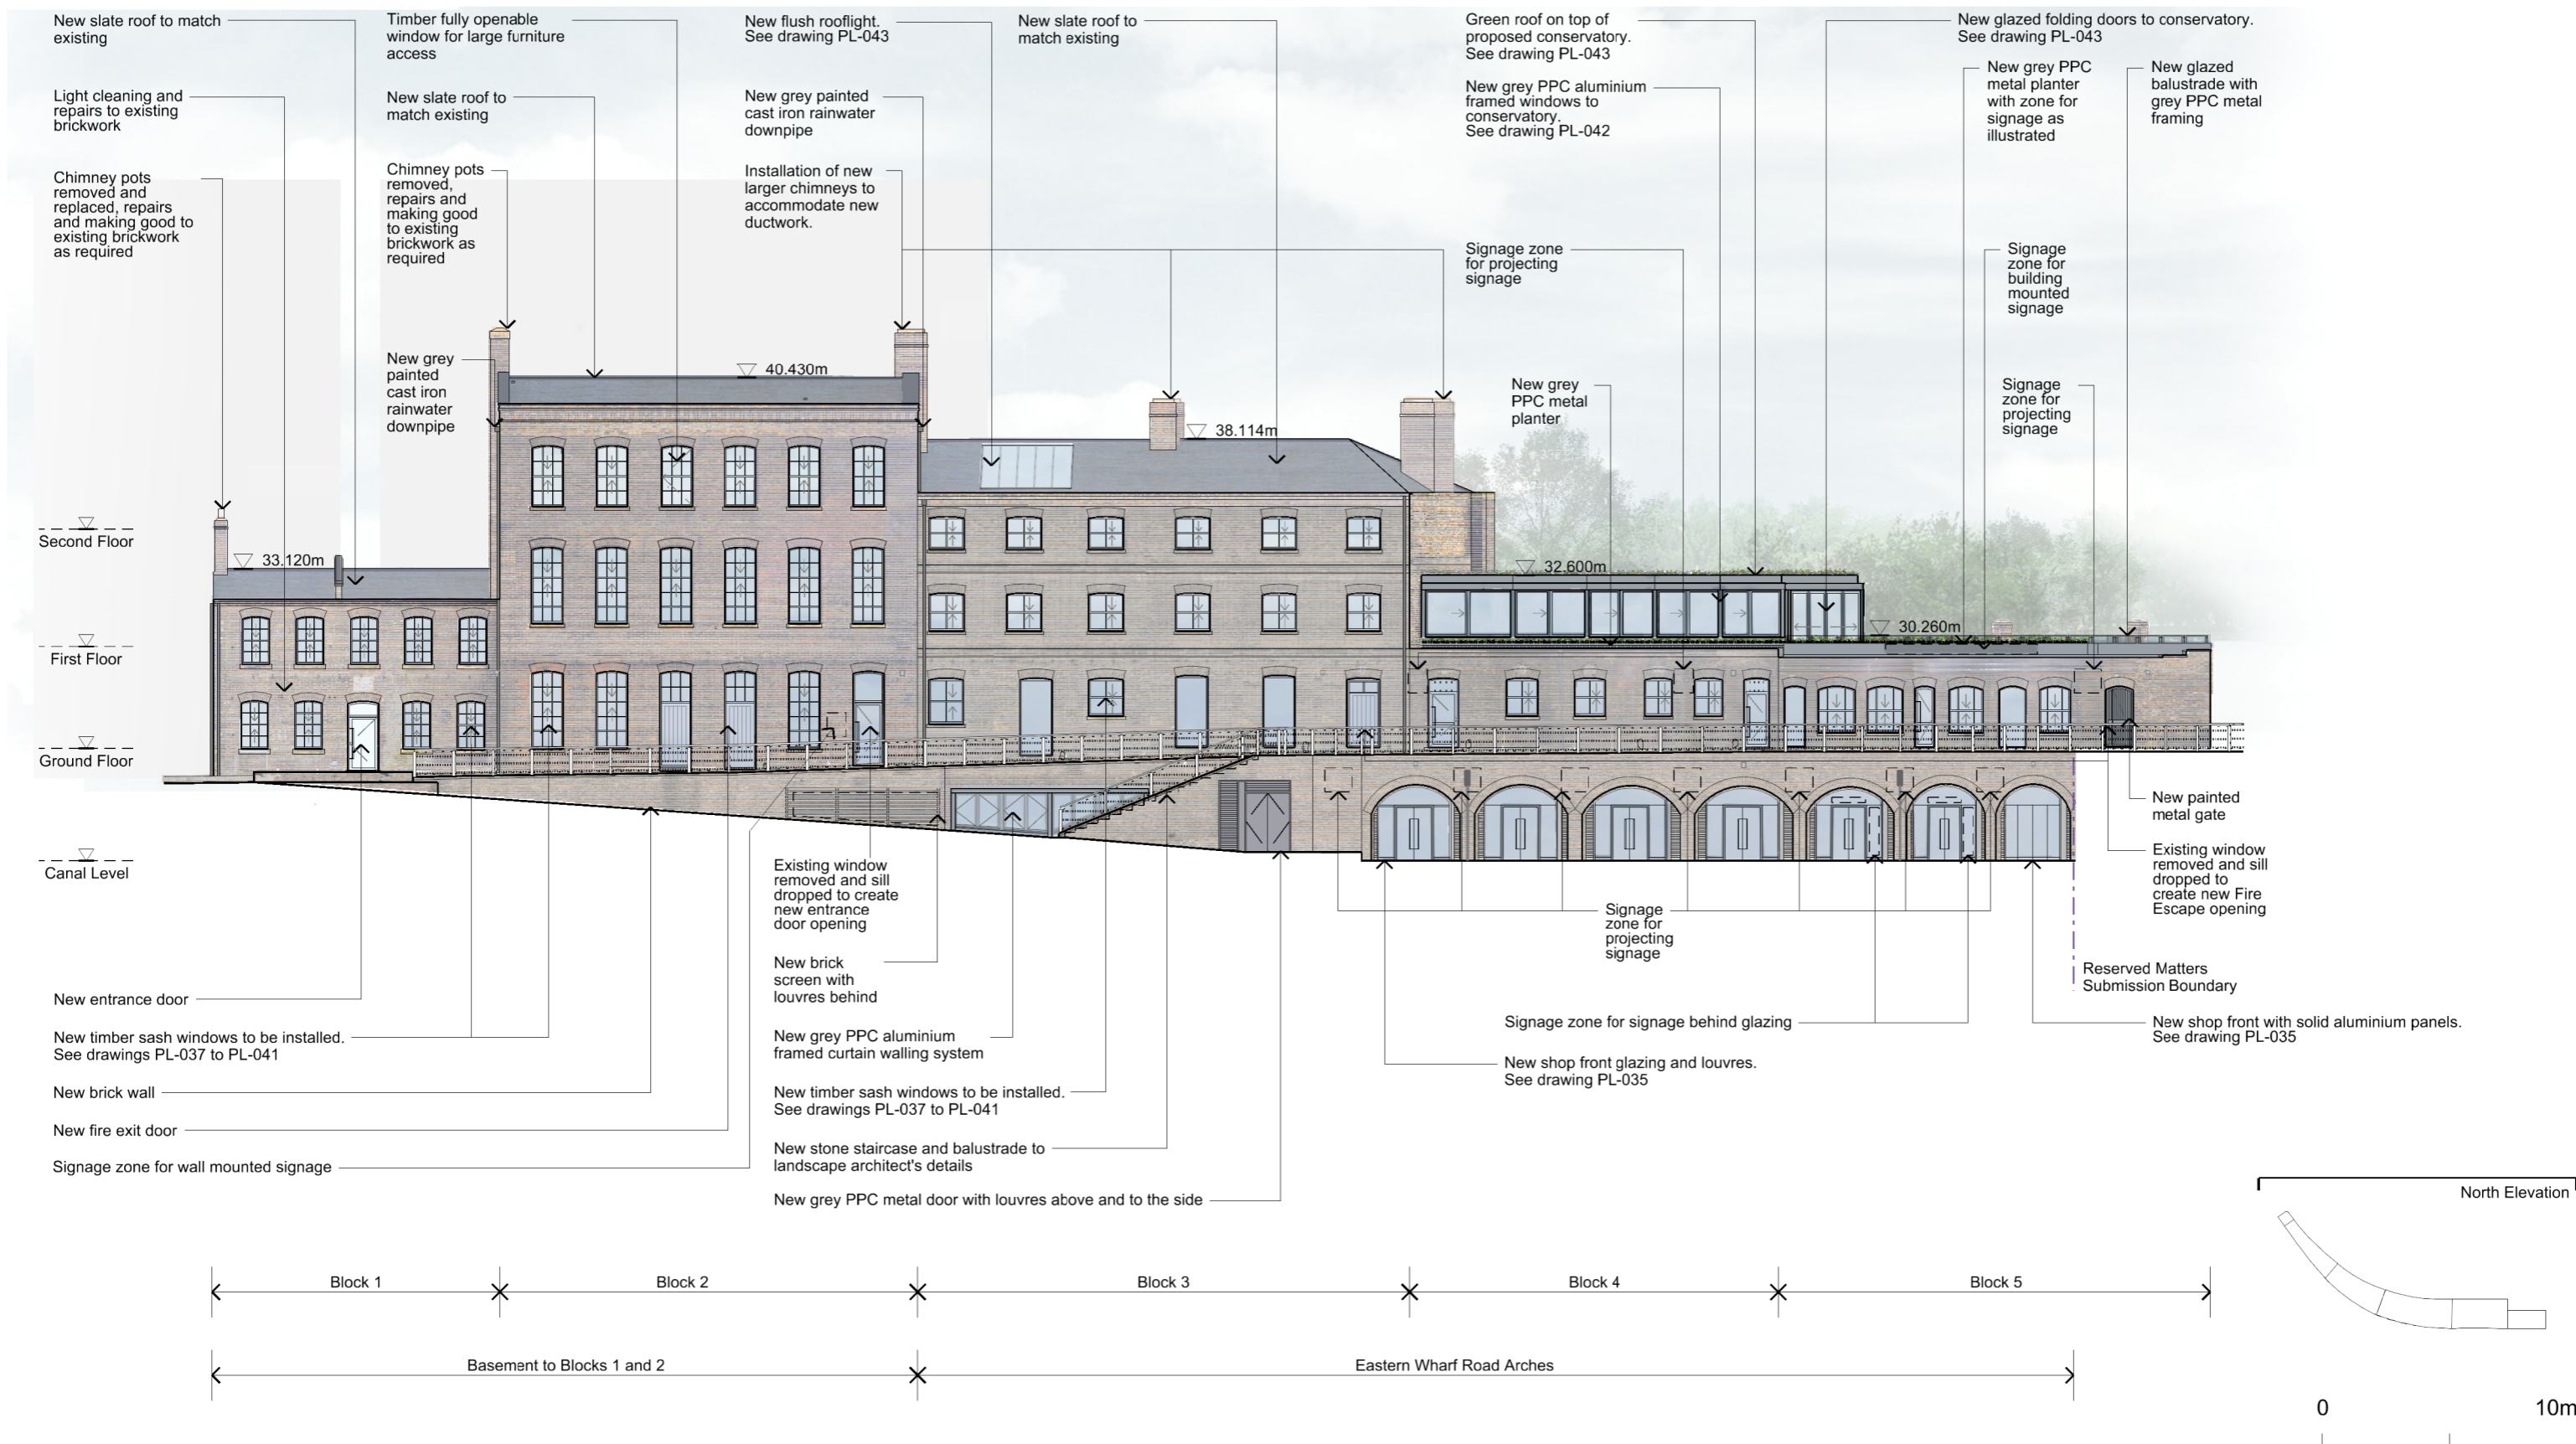 New slate roof to match
existing
Timber fully openable
window for large furniture
access
New flush rooflight.
See drawing PL-043
New slate roof to
match existing
Green roof on top of
proposed conservatory.
See drawing PL-043
New glazed folding doors to conservatory.
See drawing PL-043
Light cleaning and
repairs to existing
brickwork
New slate roof to
match existing
New grey painted
cast iron rainwater
downpipe
New grey PPC aluminium
framed windows to
conservatory.
See drawing PL-042
New grey PPC
metal planter
with zone for
signage as
illustrated
New glazed
balustrade with
grey PPC metal
framing
Chimney pots
removed and
replaced, repairs
and making good to
existing brickwork
as required
Chimney pots
removed,
repairs and
making good
to existing
brickwork as
required
Installation of new
larger chimneys to
accommodate new
ductwork.
Signage zone
for projecting
signage
Signage
zone for
building
mounted
signage
New grey
painted
cast iron
rainwater
downpipe
40.430m
38.114m
New grey
PPC metal
planter
Signage
zone for
projecting
signage
Second Floor
33.120m
32.600m
30.260m
First Floor
Ground Floor
Canal Level
New painted
metal gate
Existing window
removed and sill
dropped to create
new entrance
door opening
Existing window
removed and sill
dropped to
create new Fire
Escape opening
Signage
zone for
projecting
signage
New brick
screen with
louvres behind
Reserved Matters
Submission Boundary
New entrance door
New timber sash windows to be installed.
See drawings PL-037 to PL-041
New grey PPC aluminium
framed curtain walling system
Signage zone for signage behind glazing
New shop front with solid aluminium panels.
See drawing PL-035
New shop front glazing and louvres.
See drawing PL-035
New brick wall
New timber sash windows to be installed.
See drawings PL-037 to PL-041
New fire exit door
New stone staircase and balustrade to
landscape architect's details
Signage zone for wall mounted signage
New grey PPC metal door with louvres above and to the side
North Elevation
Block 1
Block 2
Block 3
Block 4
Block 5
Basement to Blocks 1 and 2
Eastern Wharf Road Arches
0
10m